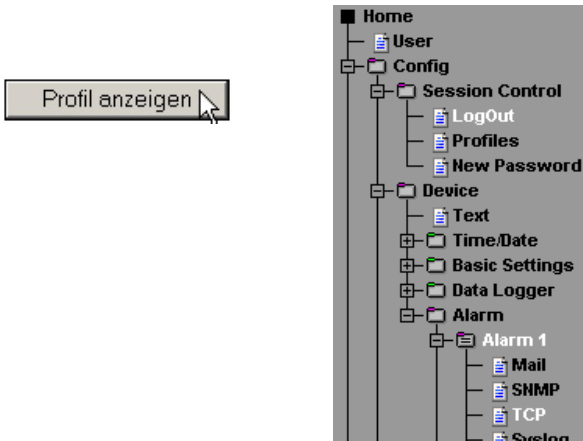 Profil anzeigen
Home
User
Config
Session Control
LogOut
Profiles
New Password
Device
Text
Time/Date
Basic Settings
Data Logger
Alarm
Alarm 1
Mail
SNMP
TCP
Syslog